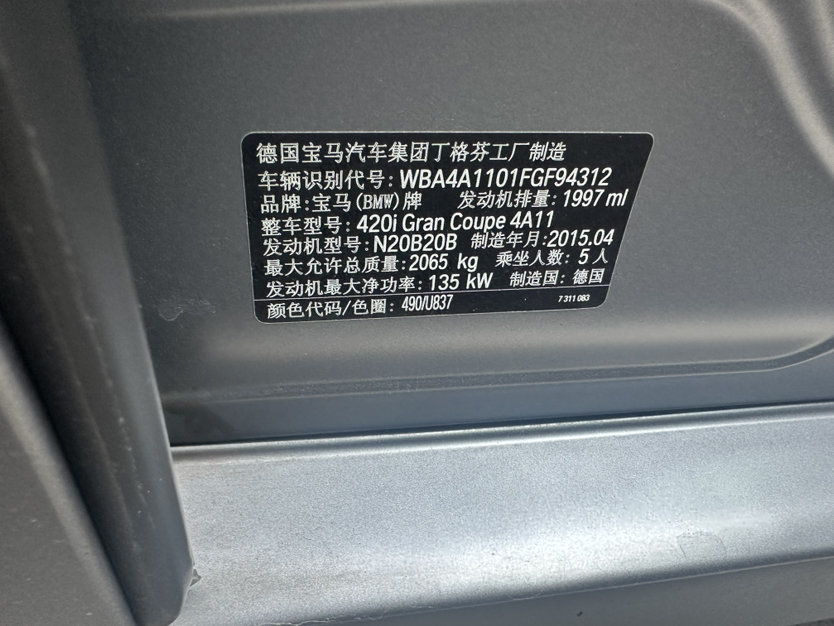 德国宝马汽车集团丁格芬工厂制造
车辆识别代号: WBA4A1101FGF94312
品牌: 宝马(BMW)牌 发动机排量: 1997 ml
整车型号: 420i Gran Coupe 4A11
发动机型号: N20B20B 制造年月: 2015.04
最大允许总质量: 2065 kg 乘坐人数: 5 人
发动机最大净功率: 135 kW 制造国: 德国
颜色代码/色圈: 490/U837 7 311 083